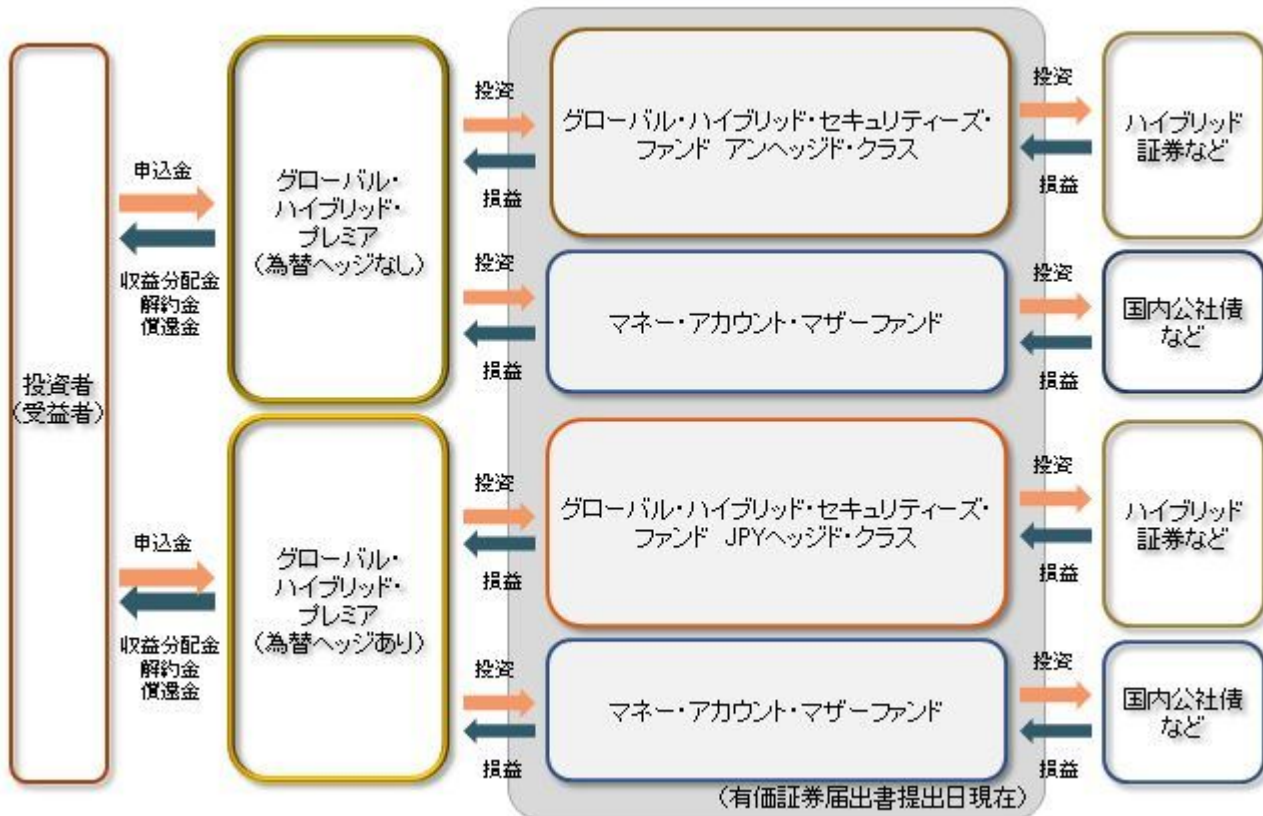 投資者
(受益者)
申込金
収益分配金
解約金
償還金
グローバル・
ハイブリッド・
プレミア
(為替ヘッジなし)
投資
損益
グローバル・ハイブリッド・セキュリティーズ・
ファンド アンヘッジド・クラス
投資
損益
ハイブリッド
証券など
投資
損益
マネー・アカウント・マザーファンド
投資
損益
国内公社債
など
申込金
収益分配金
解約金
償還金
グローバル・
ハイブリッド・
プレミア
(為替ヘッジあり)
投資
損益
グローバル・ハイブリッド・セキュリティーズ・
ファンド JPYヘッジド・クラス
投資
損益
ハイブリッド
証券など
投資
損益
マネー・アカウント・マザーファンド
投資
損益
国内公社債
など
(有価証券届出書提出日現在)